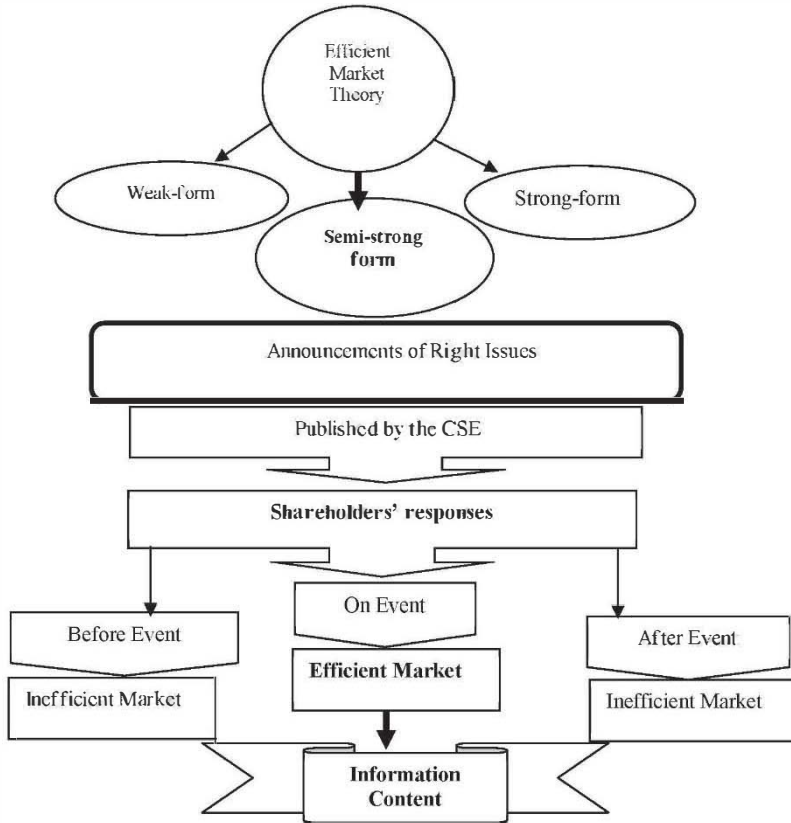 Efficient
Market
Theory
Weak-form
Strong-form
Semi-strong
form
Announcements of Right Issues
Published by the CSE
Shareholders' responses
On Event
Before Event
After Event
Efficient Market
Inefficient Market
Inefficient Market
Information
Content